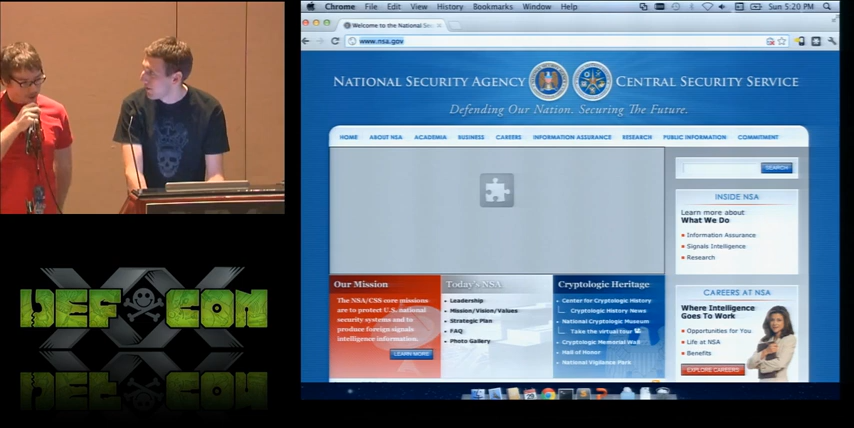 Chrome File Edit View History Bookmarks Window Help Sun 5:20 PM
Welcome to the National Sec
www.nsa.gov
NATIONAL SECURITY AGENCY CENTRAL SECURITY SERVICE
Defending Our Nation. Securing The Future.
HOME ABOUT NSA ACADEMIA BUSINESS CAREERS INFORMATION ASSURANCE RESEARCH PUBLIC INFORMATION COMMITMENT
SEARCH
INSIDE NSA
Learn more about
What We Do
Information Assurance
Signals Intelligence
Research
Our Mission
The NSA/CSS core missions
are to protect U.S. national
security systems and to
produce foreign signals
intelligence information.
LEARN MORE
Today's NSA
Leadership
Mission/Vision/Values
Strategic Plan
FAQ
Photo Gallery
Cryptologic Heritage
Center for Cryptologic History
Cryptologic History News
National Cryptologic Museum
Take the virtual tour
Cryptologic Memorial Wall
Hall of Honor
National Vigilance Park
CAREERS AT NSA
Where Intelligence
Goes To Work
Opportunities for You
Life at NSA
Benefits
EXPLORE CAREERS
XX
DEF CON